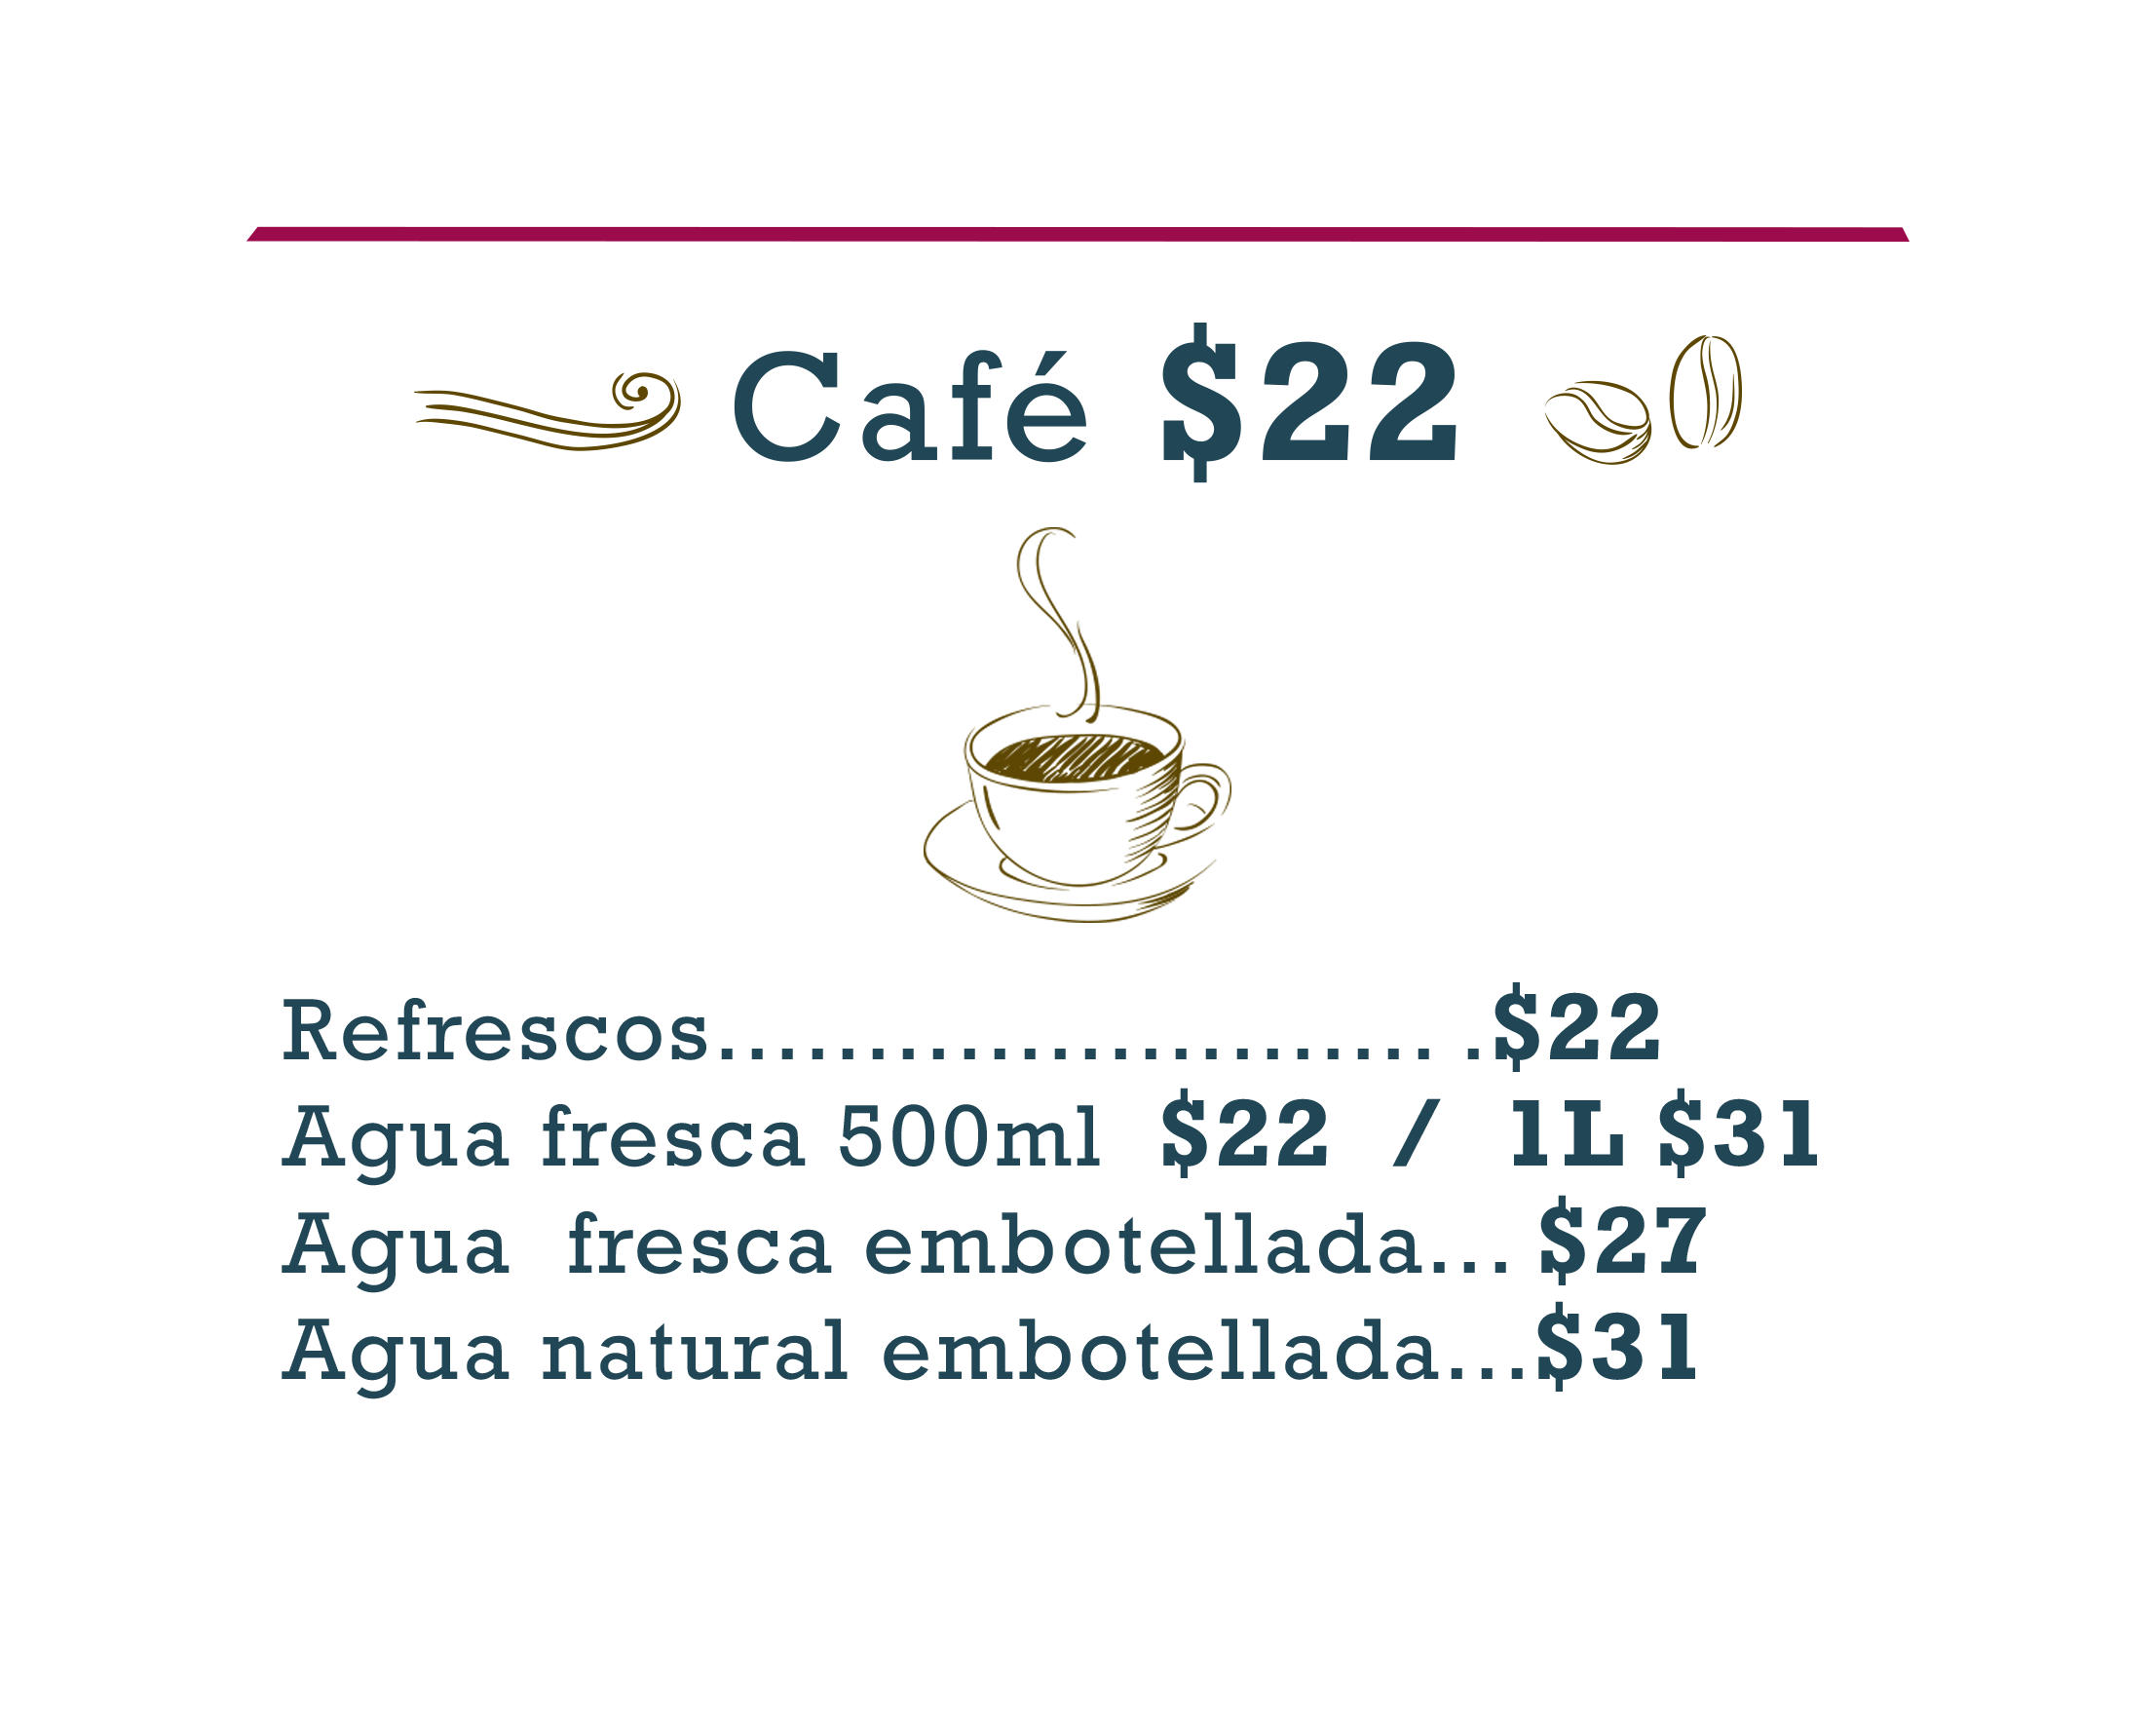 Café $22
Refrescos........................ .$22
Agua fresca 500ml $22 / 1L $31
Agua fresca embotellada... $27
Agua natural embotellada...$31